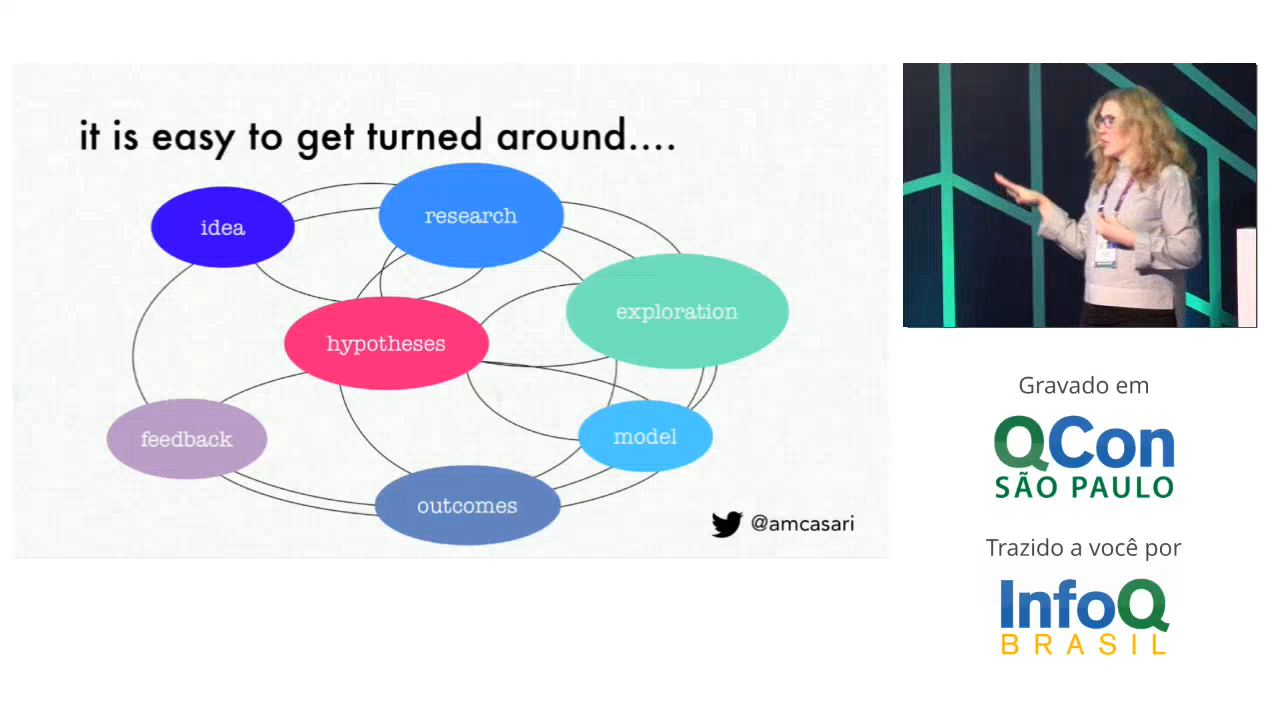 it is easy to get turned around....
idea
research
exploration
hypotheses
feedback
model
outcomes
@amcasari
Gravado em
QCon
SÃO PAULO
Trazido a você por
InfoQ
BRASIL